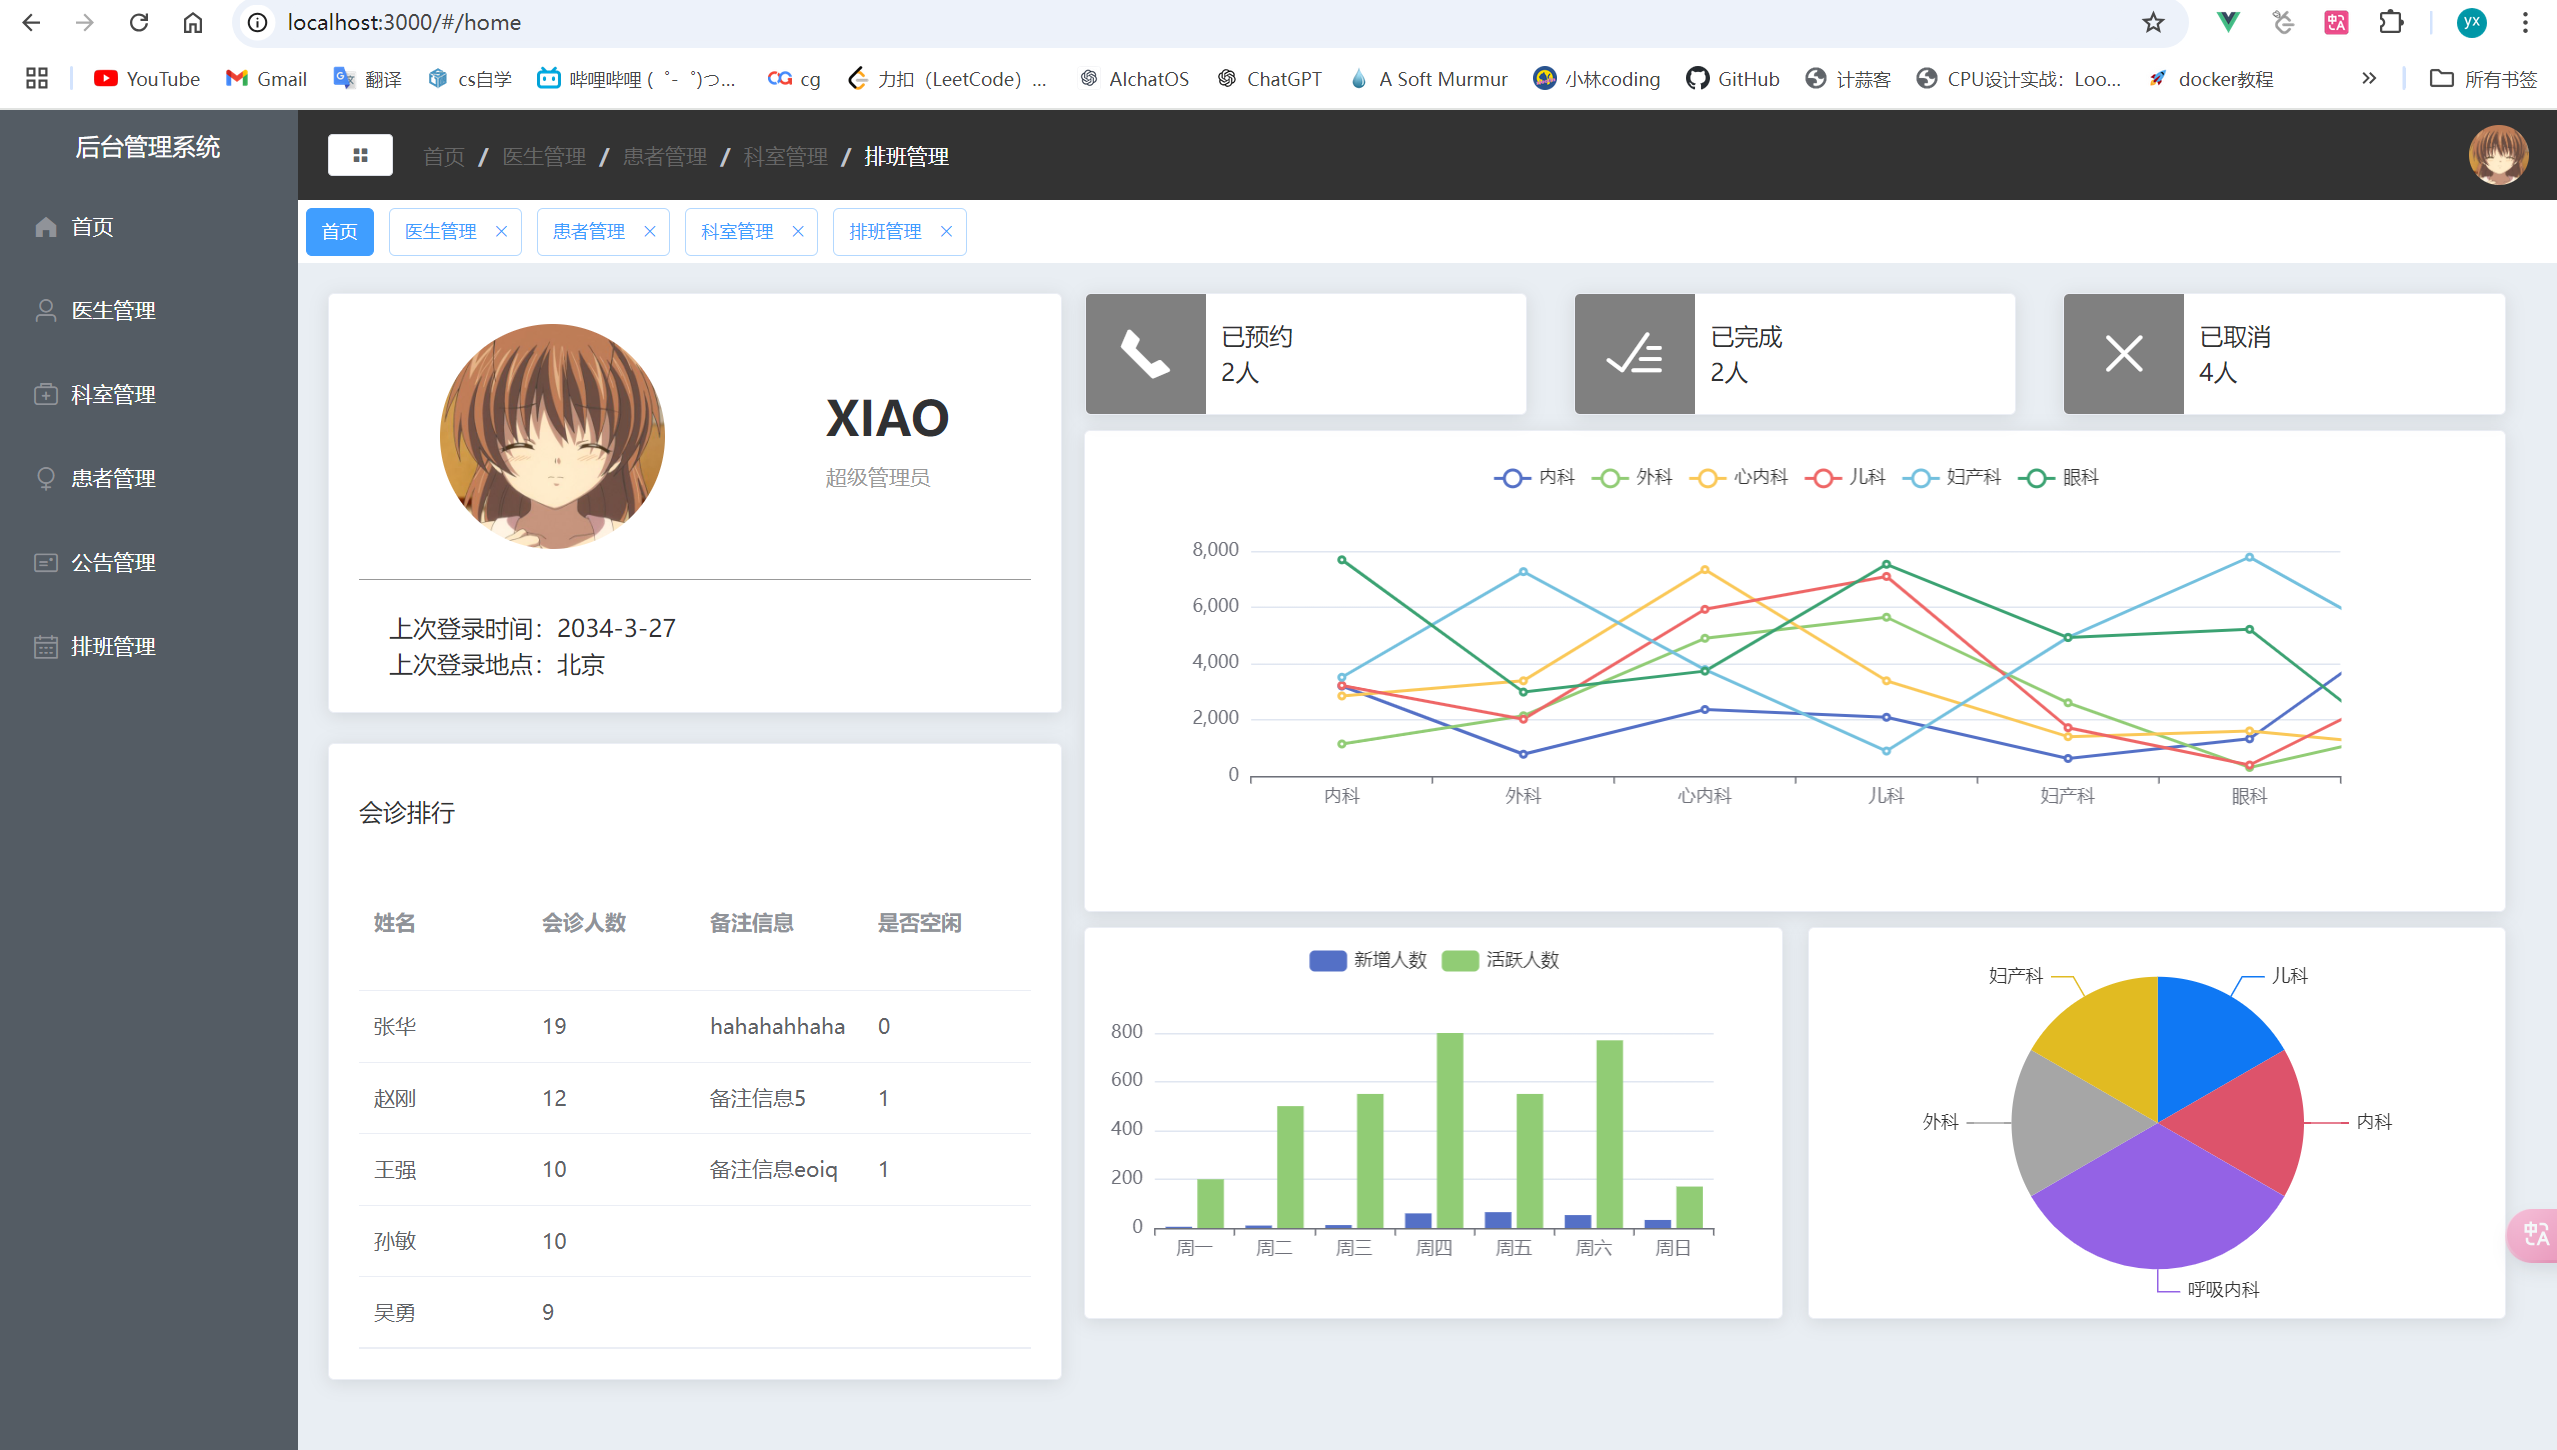 localhost:3000/#/home
yx
YouTube
Gmail
翻译
cs自学
哔哩哔哩 ( ゜- ゜)つ...
cg
力扣（LeetCode）...
AIchatOS
ChatGPT
A Soft Murmur
小林coding
GitHub
计蒜客
CPU设计实战：Loo...
docker教程
所有书签
后台管理系统
首页
医生管理
科室管理
患者管理
公告管理
排班管理
首页 / 医生管理 / 患者管理 / 科室管理 / 排班管理
首页
医生管理
患者管理
科室管理
排班管理
XIAO
超级管理员
上次登录时间：2034-3-27
上次登录地点：北京
会诊排行
姓名 会诊人数 备注信息 是否空闲
张华 19 hahahahhaha 0
赵刚 12 备注信息5 1
王强 10 备注信息eoiq 1
孙敏 10
吴勇 9
已预约
2人
已完成
2人
已取消
4人
内科 外科 心内科 儿科 妇产科 眼科
8,000
6,000
4,000
2,000
0
内科 外科 心内科 儿科 妇产科 眼科
新增人数 活跃人数
800
600
400
200
0
周一 周二 周三 周四 周五 周六 周日
妇产科
儿科
外科
内科
呼吸内科
中A